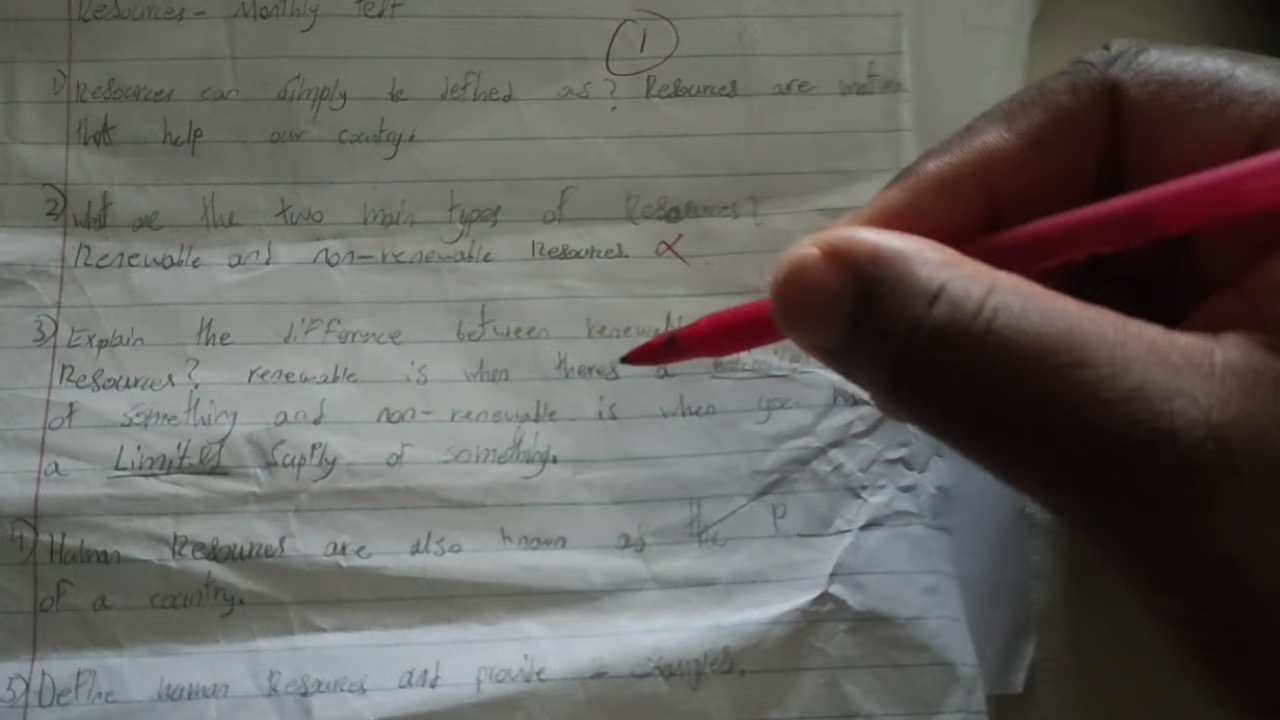 Resources - Monthly Test
1
1) Resources can simply be defined as? Resources are
that help our country.
2) What are the two main types of Resources?
Renewable and non-renewable Resources.
3) Explain the difference between renewable
Resources? renewable is when theres a
of something and non-renewable is when you have
a Limited Supply of something.
4) Human Resources are also known as the P
of a country.
5) Define human Resources and provide 2 examples.